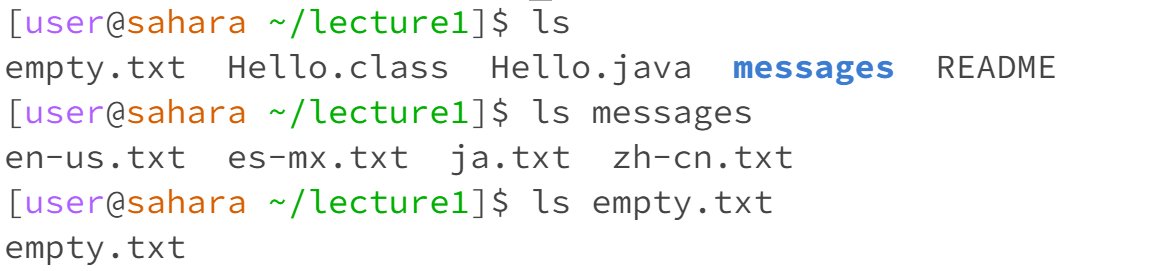 [user@sahara ~/lecture1]$ ls
empty.txt  Hello.class  Hello.java  messages  README
[user@sahara ~/lecture1]$ ls messages
en-us.txt  es-mx.txt  ja.txt  zh-cn.txt
[user@sahara ~/lecture1]$ ls empty.txt
empty.txt